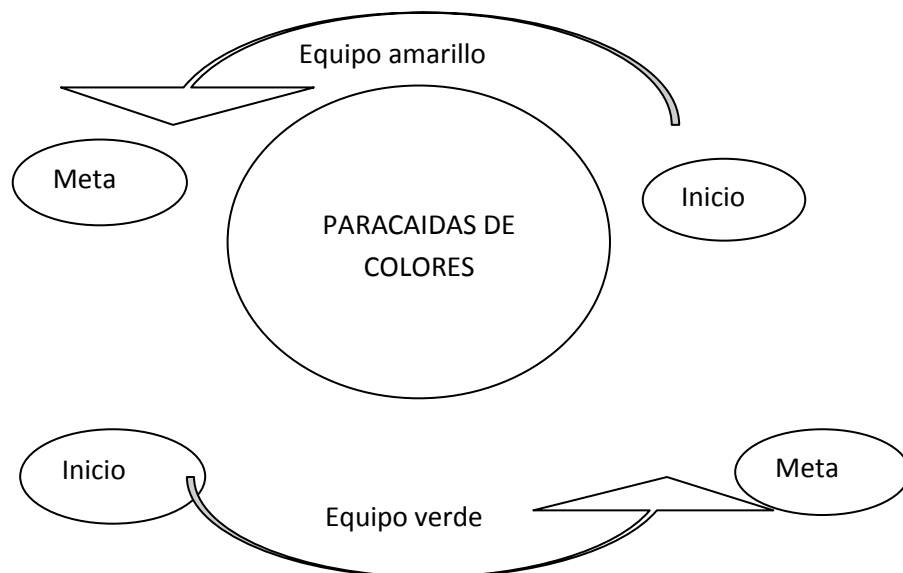 Equipo amarillo
Meta
Inicio
PARACAIDAS DE
COLORES
Inicio
Meta
Equipo verde